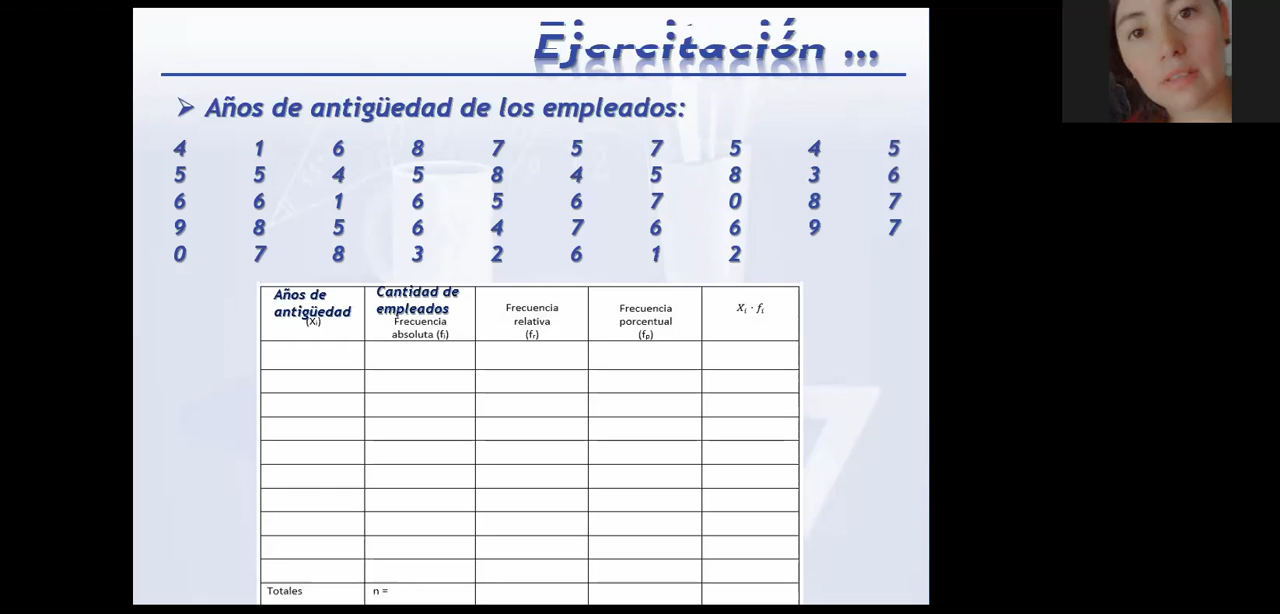 Ejercitación ...
Años de antigüedad de los empleados:
4 1 6 8 7 5 7 5 4 5
5 5 4 5 8 4 5 8 3 6
6 6 1 6 5 6 7 0 8 7
9 8 5 6 4 7 6 6 9 7
0 7 8 3 2 6 1 2
Años de
antigüedad
(Xᵢ)
Cantidad de
empleados
Frecuencia
absoluta (fᵢ)
Frecuencia
relativa
(fᵣ)
Frecuencia
porcentual
(fₚ)
Xᵢ · fᵢ
Totales
n =